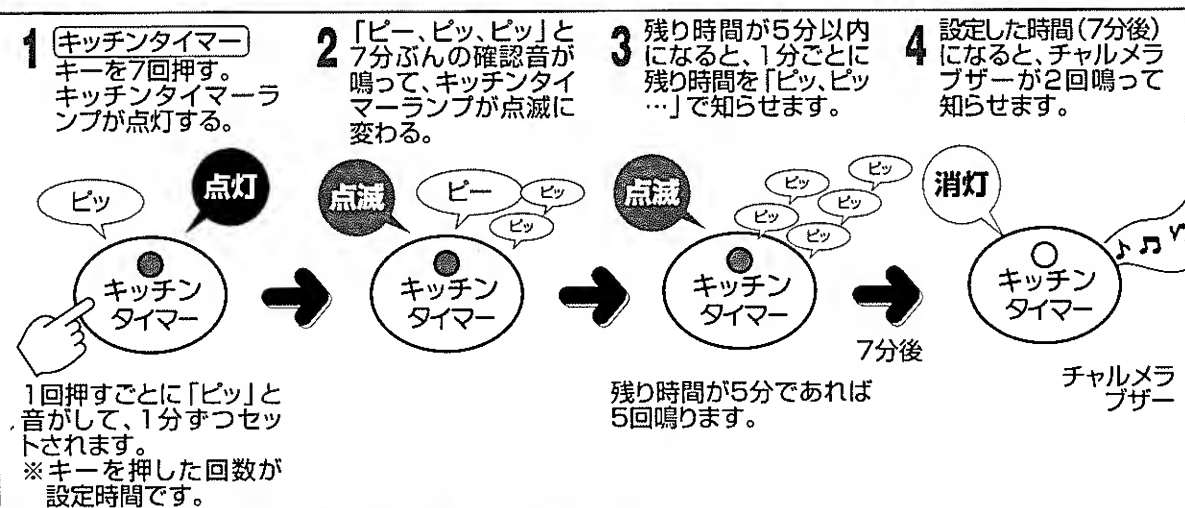 1 キッチンタイマー
キーを7回押す。
キッチンタイマーラ
ンプが点灯する。
2 「ピー、ピッ、ピッ」と
7分ぶんの確認音が
鳴って、キッチンタイ
マーランプが点滅に
変わる。
3 残り時間が5分以内
になると、1分ごとに
残り時間を「ピッ、ピッ
…」で知らせます。
4 設定した時間(7分後)
になると、チャルメラ
ブザーが2回鳴って
知らせます。
ピッ
点灯
キッチン
タイマー
点滅
ピー
ピッ
ピッ
キッチン
タイマー
点滅
ピッ
ピッ
ピッ
ピッ
ピッ
キッチン
タイマー
7分後
消灯
キッチン
タイマー
チャルメラ
ブザー
1回押すごとに「ピッ」と
音がして、1分ずつセッ
トされます。
※キーを押した回数が
設定時間です。
残り時間が5分であれば
5回鳴ります。